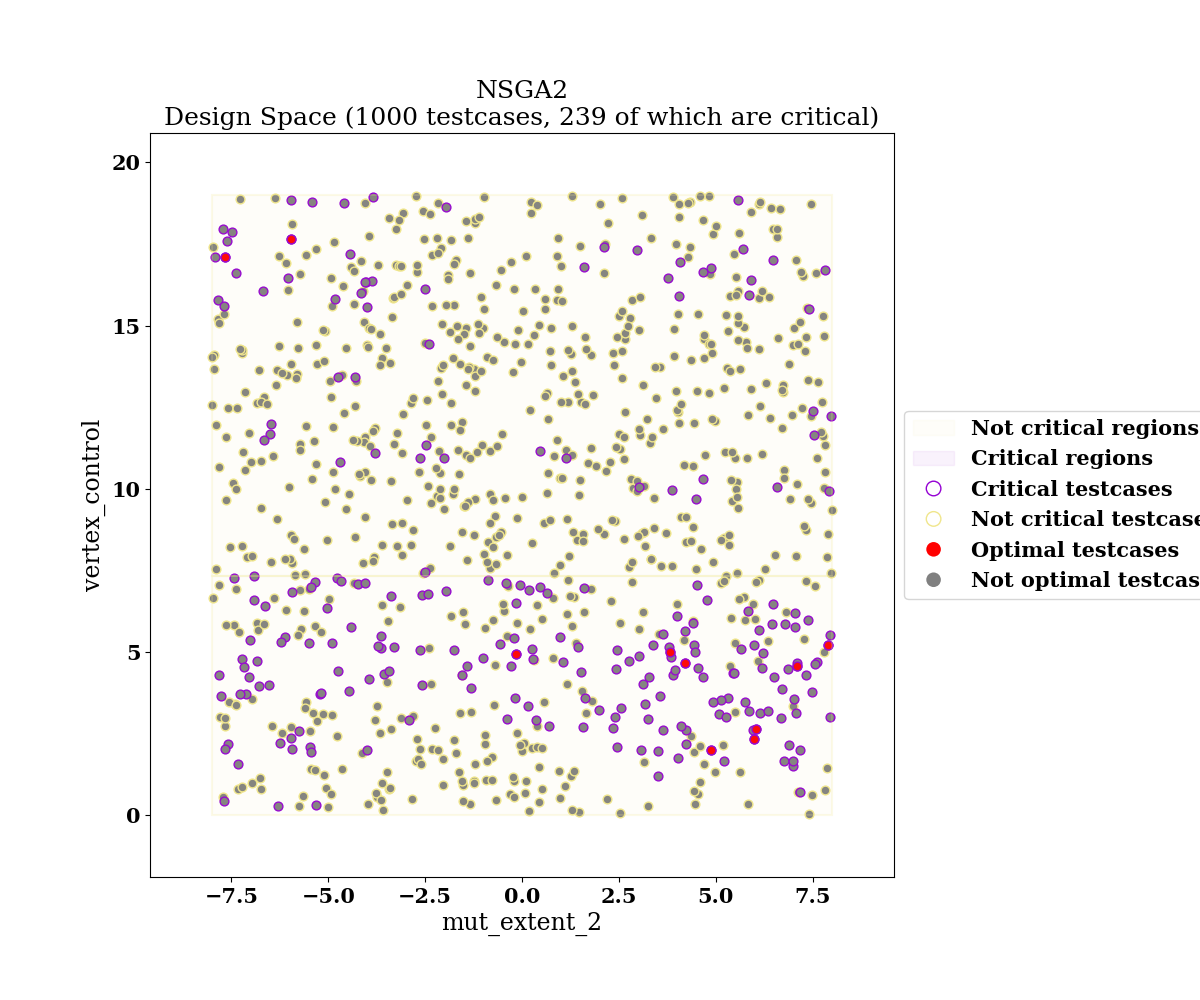 NSGA2
Design Space (1000 testcases, 239 of which are critical)
20
15
10
5
0
vertex_control
−7.5 −5.0 −2.5 0.0 2.5 5.0 7.5
mut_extent_2
Not critical regions
Critical regions
Critical testcases
Not critical testcase
Optimal testcases
Not optimal testcas